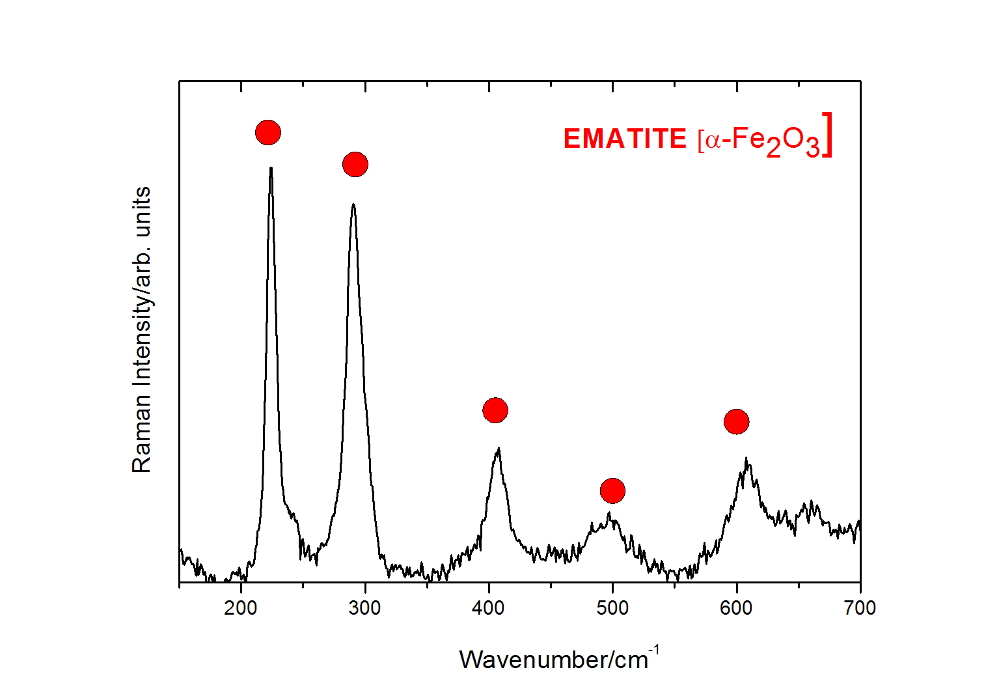 EMATITE [α-Fe2O3]
Raman Intensity/arb. units
200 300 400 500 600 700
Wavenumber/cm-1